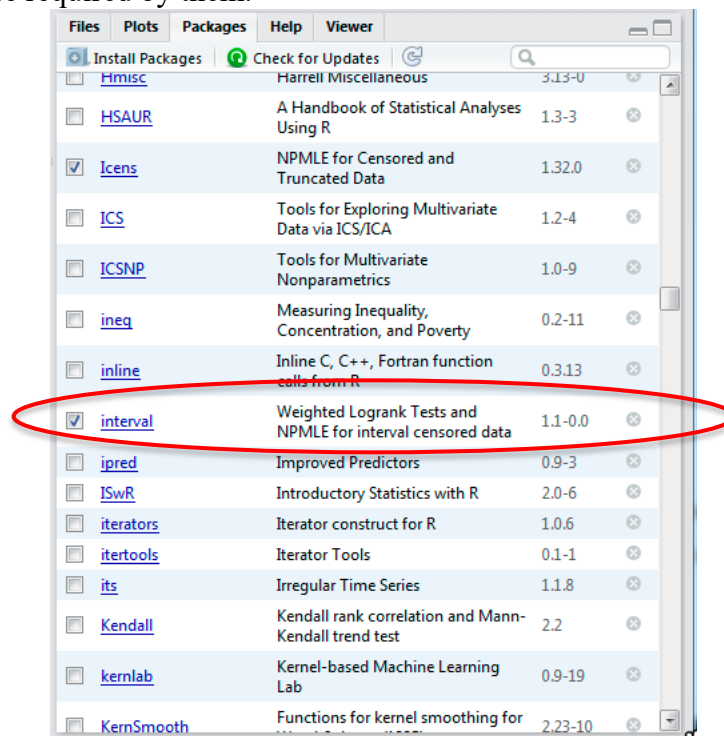 required by them.
Files Plots Packages Help Viewer
Install Packages Check for Updates
Hmisc Harrell Miscellaneous 3.13-0
HSAUR A Handbook of Statistical Analyses Using R 1.3-3
Icens NPMLE for Censored and Truncated Data 1.32.0
ICS Tools for Exploring Multivariate Data via ICS/ICA 1.2-4
ICSNP Tools for Multivariate Nonparametrics 1.0-9
ineq Measuring Inequality, Concentration, and Poverty 0.2-11
inline Inline C, C++, Fortran function calls from R 0.3.13
interval Weighted Logrank Tests and NPMLE for interval censored data 1.1-0.0
ipred Improved Predictors 0.9-3
ISwR Introductory Statistics with R 2.0-6
iterators Iterator construct for R 1.0.6
itertools Iterator Tools 0.1-1
its Irregular Time Series 1.1.8
Kendall Kendall rank correlation and Mann-Kendall trend test 2.2
kernlab Kernel-based Machine Learning Lab 0.9-19
KernSmooth Functions for kernel smoothing for 2.23-10